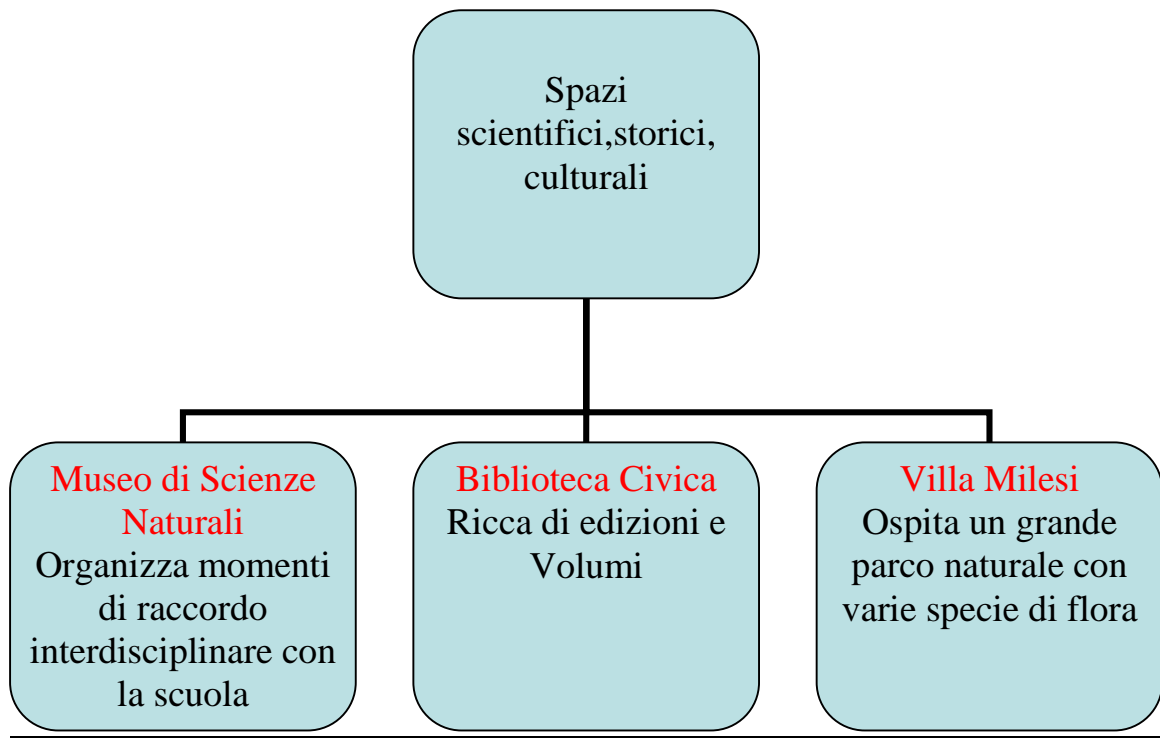 Spazi
scientifici,storici,
culturali
Museo di Scienze
Naturali
Organizza momenti
di raccordo
interdisciplinare con
la scuola
Biblioteca Civica
Ricca di edizioni e
Volumi
Villa Milesi
Ospita un grande
parco naturale con
varie specie di flora